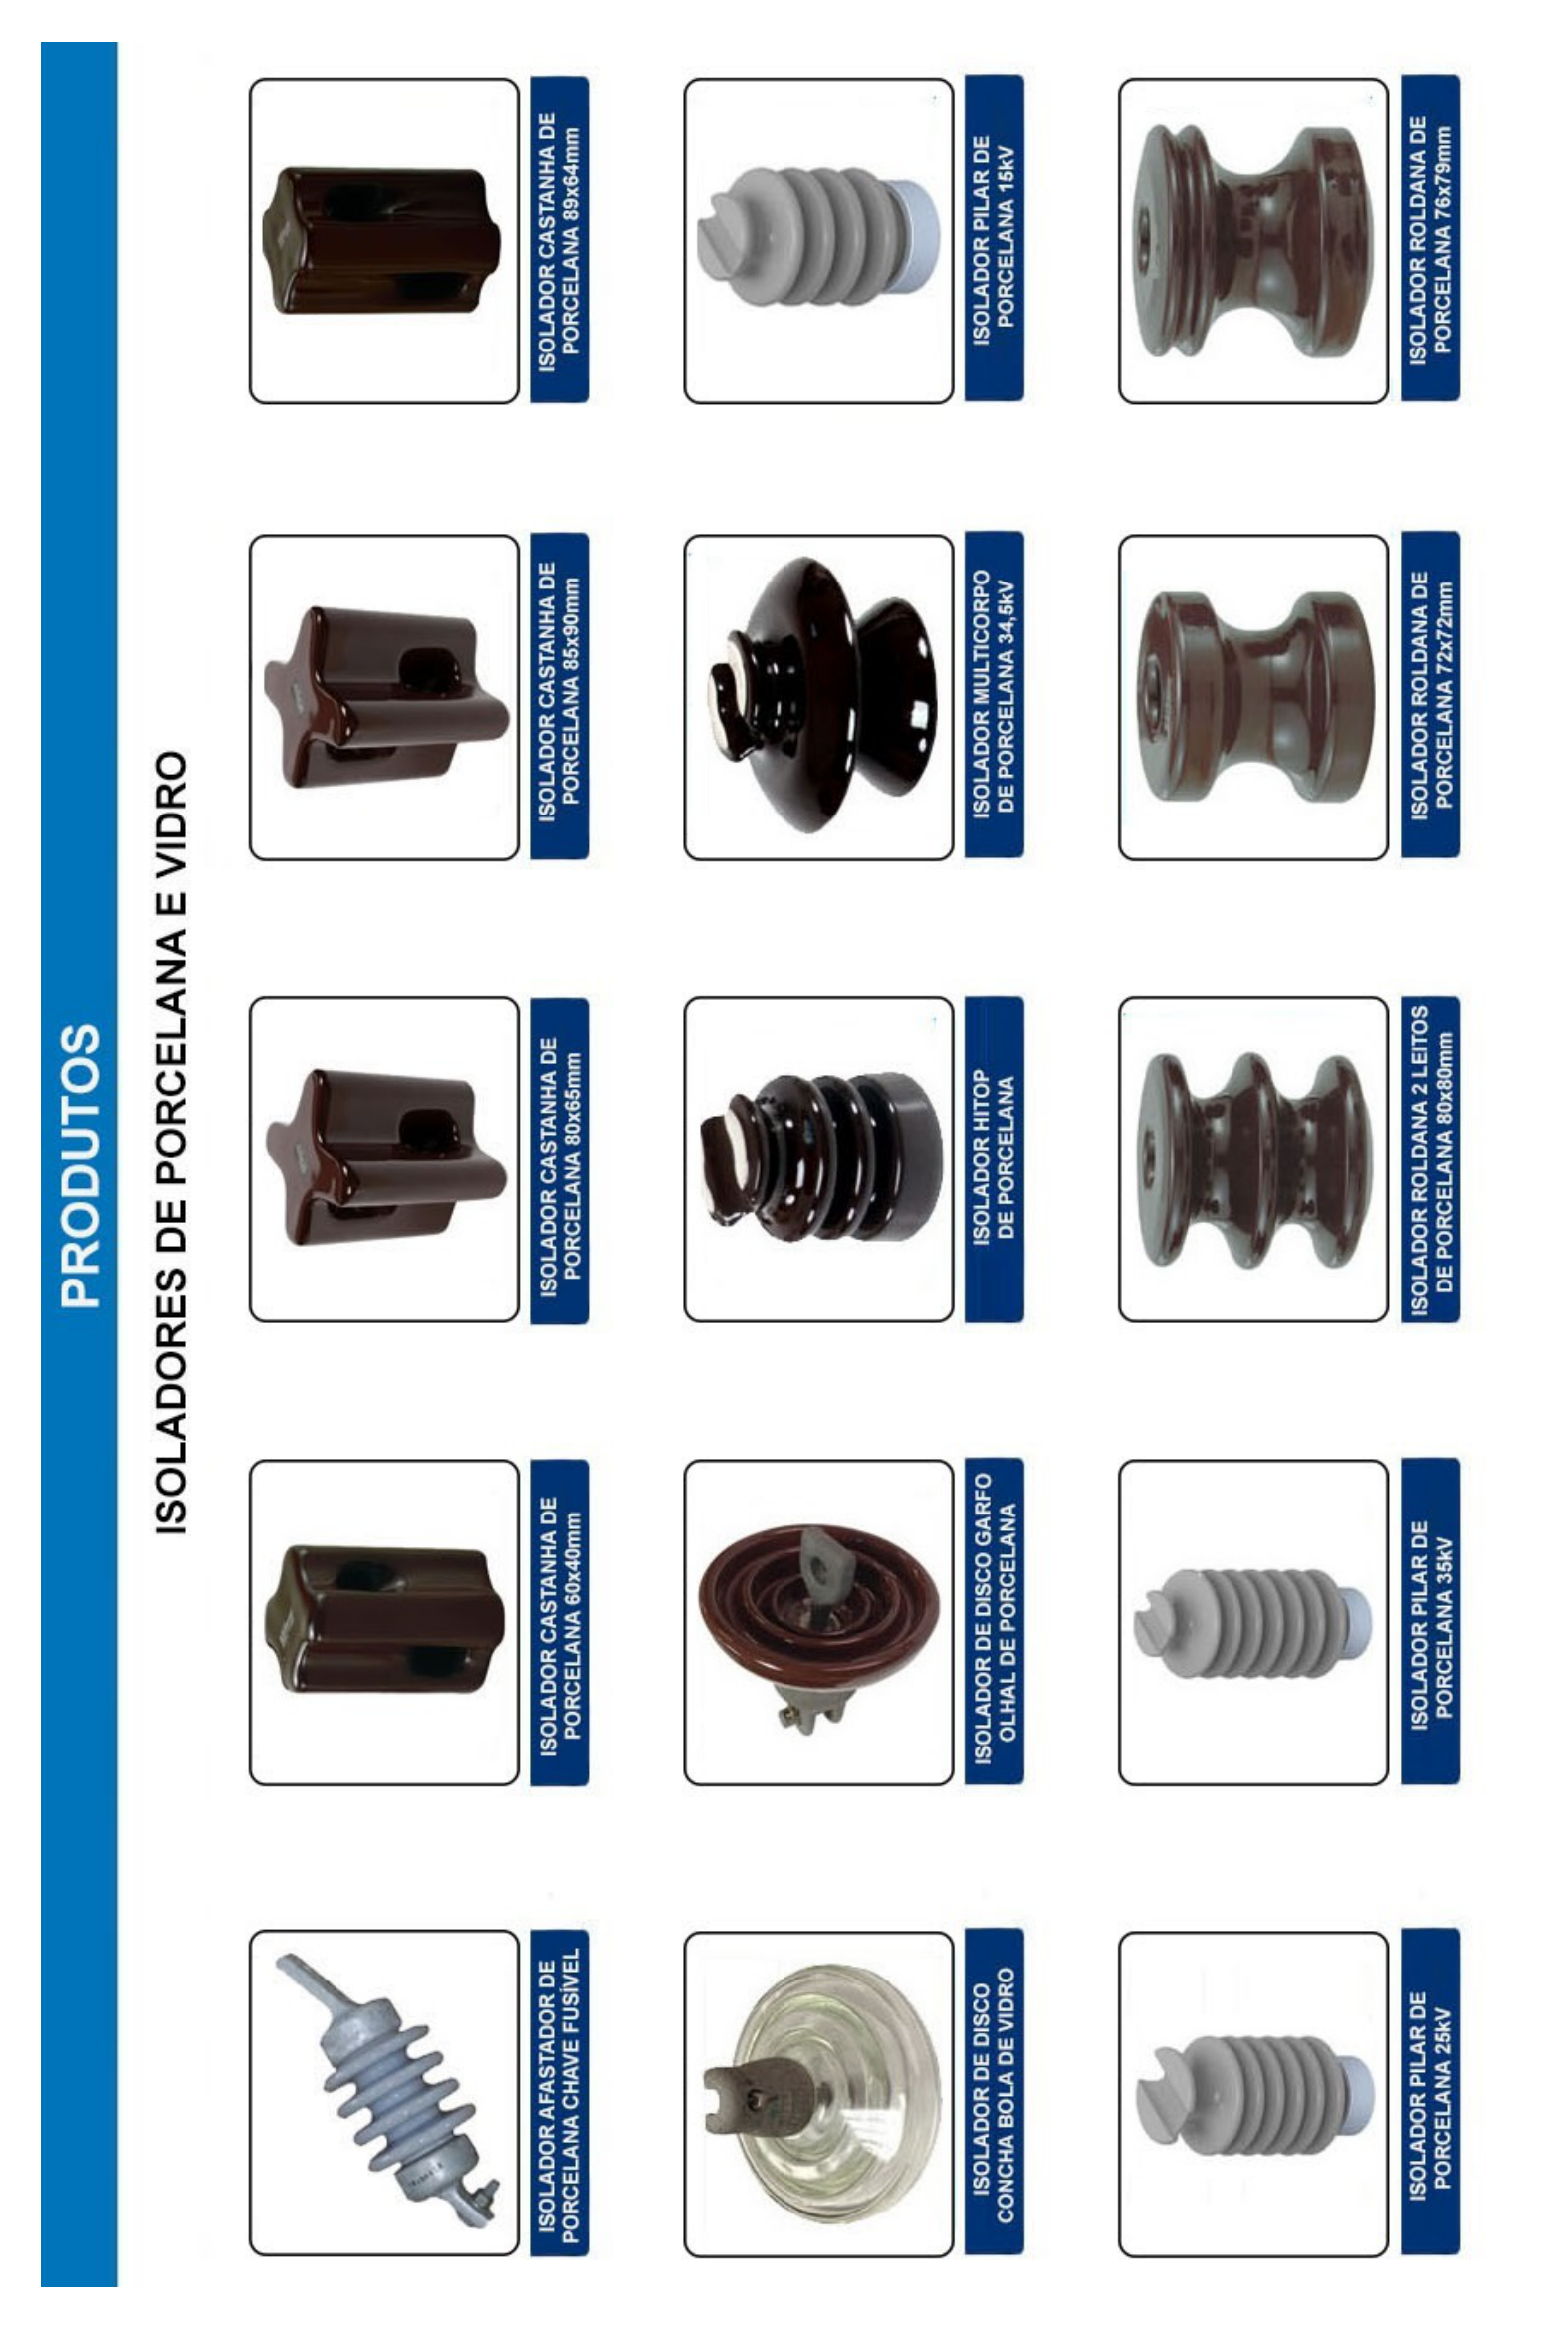 PRODUTOS
ISOLADORES DE PORCELANA E VIDRO
ISOLADOR AFASTADOR DE
PORCELANA CHAVE FUSÍVEL
ISOLADOR CASTANHA DE
PORCELANA 60x40mm
ISOLADOR CASTANHA DE
PORCELANA 80x65mm
ISOLADOR CASTANHA DE
PORCELANA 85x90mm
ISOLADOR CASTANHA DE
PORCELANA 89x64mm
ISOLADOR DE DISCO
CONCHA BOLA DE VIDRO
ISOLADOR DE DISCO GARFO
OLHAL DE PORCELANA
ISOLADOR HITOP
DE PORCELANA
ISOLADOR MULTICORPO
DE PORCELANA 34,5kV
ISOLADOR PILAR DE
PORCELANA 15kV
ISOLADOR PILAR DE
PORCELANA 25kV
ISOLADOR PILAR DE
PORCELANA 35kV
ISOLADOR ROLDANA 2 LEITOS
DE PORCELANA 80x80mm
ISOLADOR ROLDANA DE
PORCELANA 72x72mm
ISOLADOR ROLDANA DE
PORCELANA 76x79mm